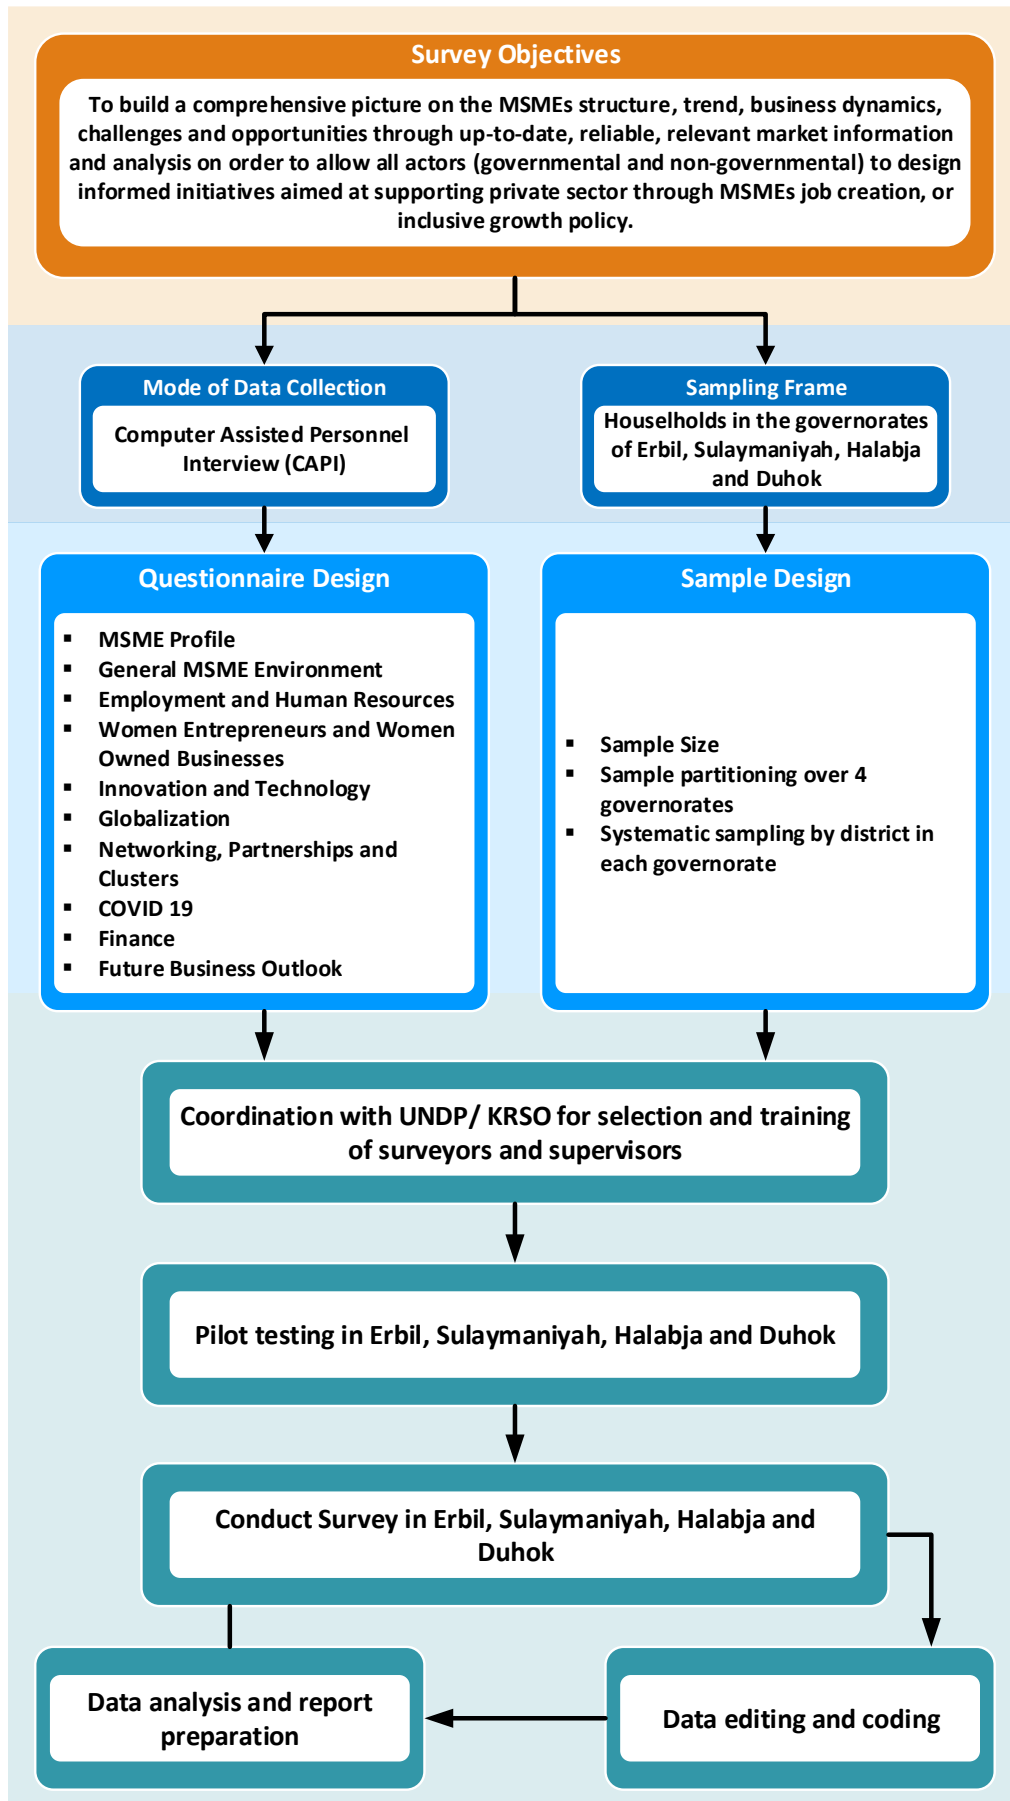 Survey Objectives
To build a comprehensive picture on the MSMEs structure, trend, business dynamics,
challenges and opportunities through up-to-date, reliable, relevant market information
and analysis on order to allow all actors (governmental and non-governmental) to design
informed initiatives aimed at supporting private sector through MSMEs job creation, or
inclusive growth policy.
Mode of Data Collection
Computer Assisted Personnel
Interview (CAPI)
Sampling Frame
Houselholds in the governorates
of Erbil, Sulaymaniyah, Halabja
and Duhok
Questionnaire Design
▪ MSME Profile
▪ General MSME Environment
▪ Employment and Human Resources
▪ Women Entrepreneurs and Women
Owned Businesses
▪ Innovation and Technology
▪ Globalization
▪ Networking, Partnerships and
Clusters
▪ COVID 19
▪ Finance
▪ Future Business Outlook
Sample Design
▪ Sample Size
▪ Sample partitioning over 4
governorates
▪ Systematic sampling by district in
each governorate
Coordination with UNDP/ KRSO for selection and training
of surveyors and supervisors
Pilot testing in Erbil, Sulaymaniyah, Halabja and Duhok
Conduct Survey in Erbil, Sulaymaniyah, Halabja and
Duhok
Data analysis and report
preparation
Data editing and coding